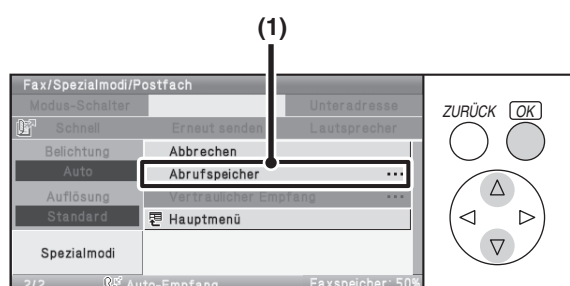 (1)
Fax/Spezialmodi/Postfach
Modus-Schalter Unteradresse
Schnell Erneut senden Lautsprecher
Belichtung
Auto
Auflösung
Standard
Spezialmodi
Abbrechen
Abrufspeicher ...
Vertraulicher Empfang ...
Hauptmenü
2/2 Auto-Empfang Faxspeicher: 50%
ZURÜCK OK